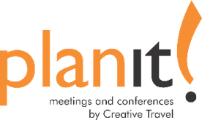 planit!
meetings and conferences
by Creative Travel